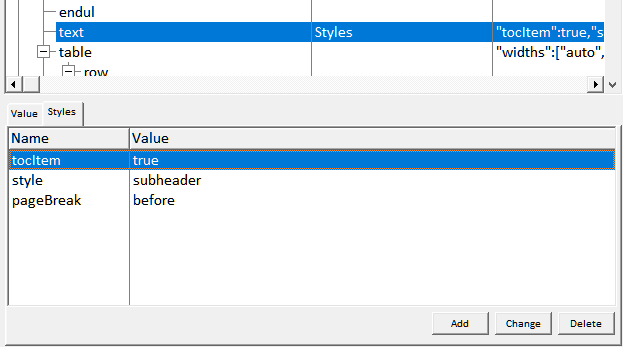 endul
text Styles "tocItem":true,"s
table "widths":["auto",
row
Value Styles
Name Value
tocItem true
style subheader
pageBreak before
Add Change Delete